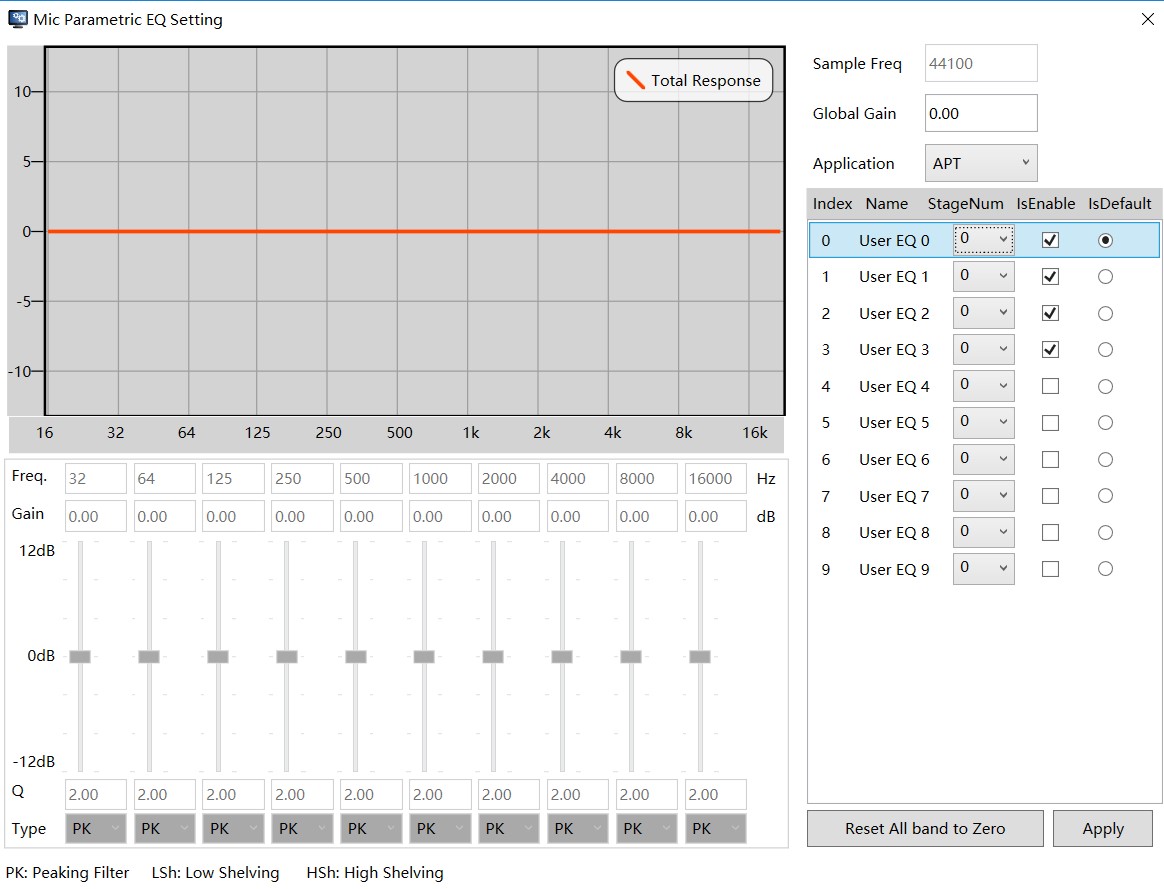 Mic Parametric EQ Setting
Total Response
10
5
0
-5
-10
16 32 64 125 250 500 1k 2k 4k 8k 16k
Sample Freq 44100
Global Gain 0.00
Application APT
Index Name StageNum IsEnable IsDefault
0 User EQ 0 0
1 User EQ 1 0
2 User EQ 2 0
3 User EQ 3 0
4 User EQ 4 0
5 User EQ 5 0
6 User EQ 6 0
7 User EQ 7 0
8 User EQ 8 0
9 User EQ 9 0
Freq. 32 64 125 250 500 1000 2000 4000 8000 16000 Hz
Gain 0.00 0.00 0.00 0.00 0.00 0.00 0.00 0.00 0.00 0.00 dB
12dB
0dB
-12dB
Q 2.00 2.00 2.00 2.00 2.00 2.00 2.00 2.00 2.00 2.00
Type PK PK PK PK PK PK PK PK PK PK
Reset All band to Zero Apply
PK: Peaking Filter LSh: Low Shelving HSh: High Shelving